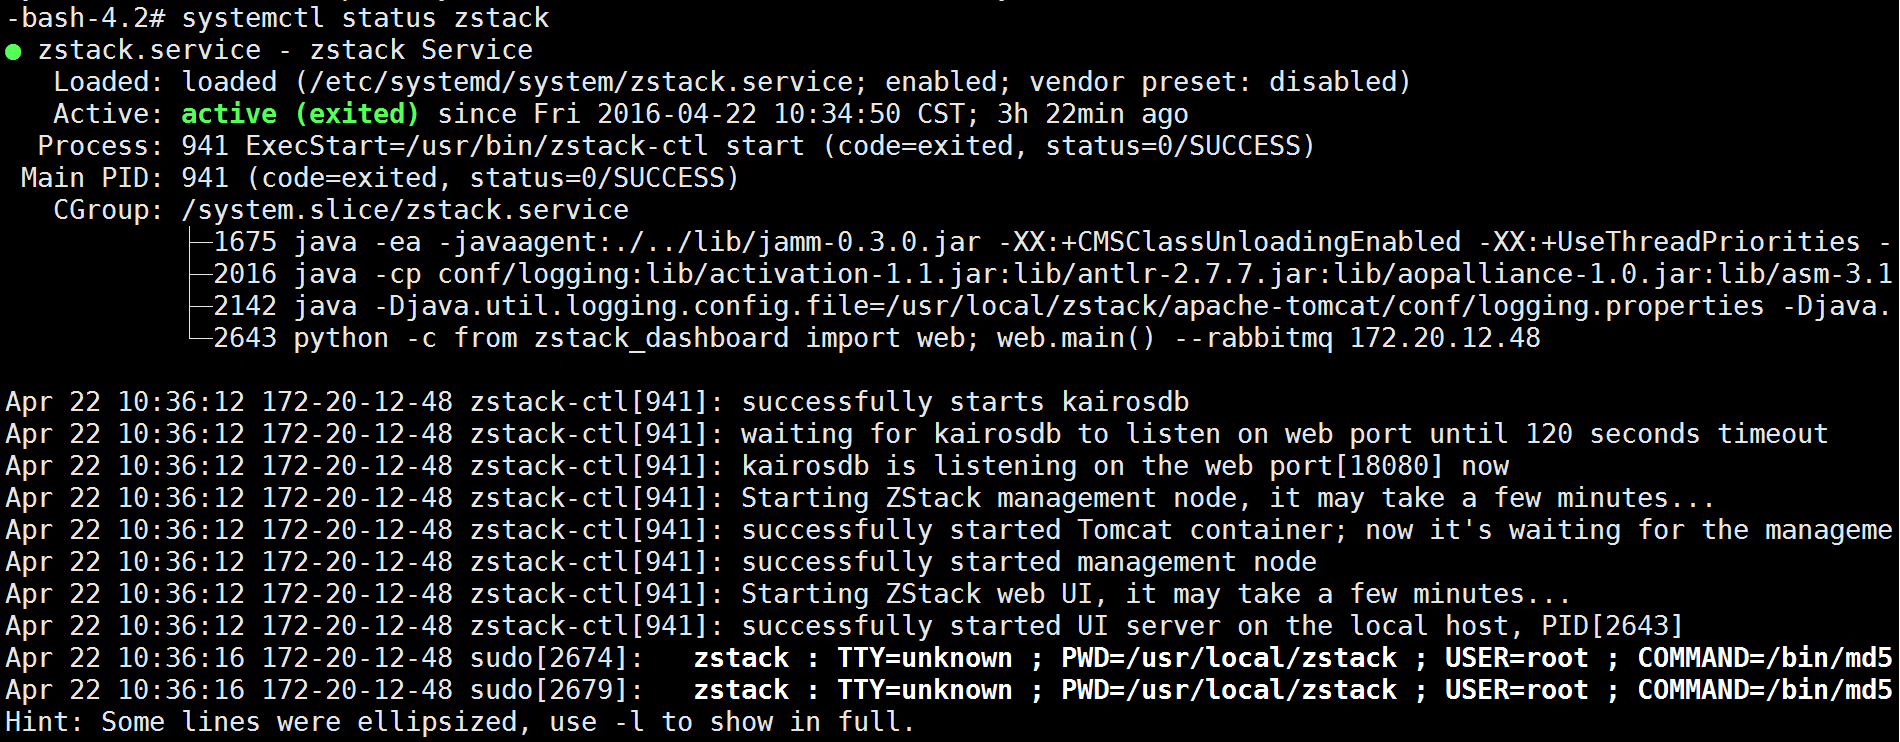 -bash-4.2# systemctl status zstack
● zstack.service - zstack Service
   Loaded: loaded (/etc/systemd/system/zstack.service; enabled; vendor preset: disabled)
   Active: active (exited) since Fri 2016-04-22 10:34:50 CST; 3h 22min ago
  Process: 941 ExecStart=/usr/bin/zstack-ctl start (code=exited, status=0/SUCCESS)
 Main PID: 941 (code=exited, status=0/SUCCESS)
   CGroup: /system.slice/zstack.service
           ├─1675 java -ea -javaagent:./../lib/jamm-0.3.0.jar -XX:+CMSClassUnloadingEnabled -XX:+UseThreadPriorities -
           ├─2016 java -cp conf/logging:lib/activation-1.1.jar:lib/antlr-2.7.7.jar:lib/aopalliance-1.0.jar:lib/asm-3.1
           ├─2142 java -Djava.util.logging.config.file=/usr/local/zstack/apache-tomcat/conf/logging.properties -Djava.
           └─2643 python -c from zstack_dashboard import web; web.main() --rabbitmq 172.20.12.48

Apr 22 10:36:12 172-20-12-48 zstack-ctl[941]: successfully starts kairosdb
Apr 22 10:36:12 172-20-12-48 zstack-ctl[941]: waiting for kairosdb to listen on web port until 120 seconds timeout
Apr 22 10:36:12 172-20-12-48 zstack-ctl[941]: kairosdb is listening on the web port[18080] now
Apr 22 10:36:12 172-20-12-48 zstack-ctl[941]: Starting ZStack management node, it may take a few minutes...
Apr 22 10:36:12 172-20-12-48 zstack-ctl[941]: successfully started Tomcat container; now it's waiting for the manageme
Apr 22 10:36:12 172-20-12-48 zstack-ctl[941]: successfully started management node
Apr 22 10:36:12 172-20-12-48 zstack-ctl[941]: Starting ZStack web UI, it may take a few minutes...
Apr 22 10:36:12 172-20-12-48 zstack-ctl[941]: successfully started UI server on the local host, PID[2643]
Apr 22 10:36:16 172-20-12-48 sudo[2674]:   zstack : TTY=unknown ; PWD=/usr/local/zstack ; USER=root ; COMMAND=/bin/md5
Apr 22 10:36:16 172-20-12-48 sudo[2679]:   zstack : TTY=unknown ; PWD=/usr/local/zstack ; USER=root ; COMMAND=/bin/md5
Hint: Some lines were ellipsized, use -l to show in full.